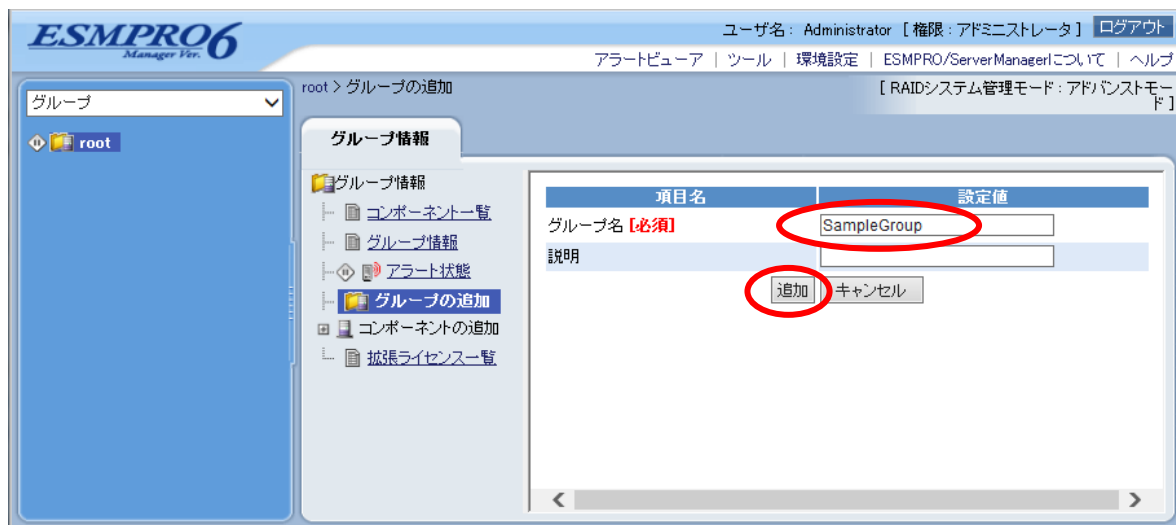 ESMPRO6
Manager Ver.
ユーザ名： Administrator [ 権限：アドミニストレータ ] ログアウト
アラートビューア | ツール | 環境設定 | ESMPRO/ServerManagerについて | ヘルプ
グループ
root > グループの追加
[ RAIDシステム管理モード：アドバンストモード ]
root
グループ情報
グループ情報
コンポーネント一覧
グループ情報
アラート状態
グループの追加
コンポーネントの追加
拡張ライセンス一覧
項目名 設定値
グループ名 [必須] SampleGroup
説明
追加 キャンセル